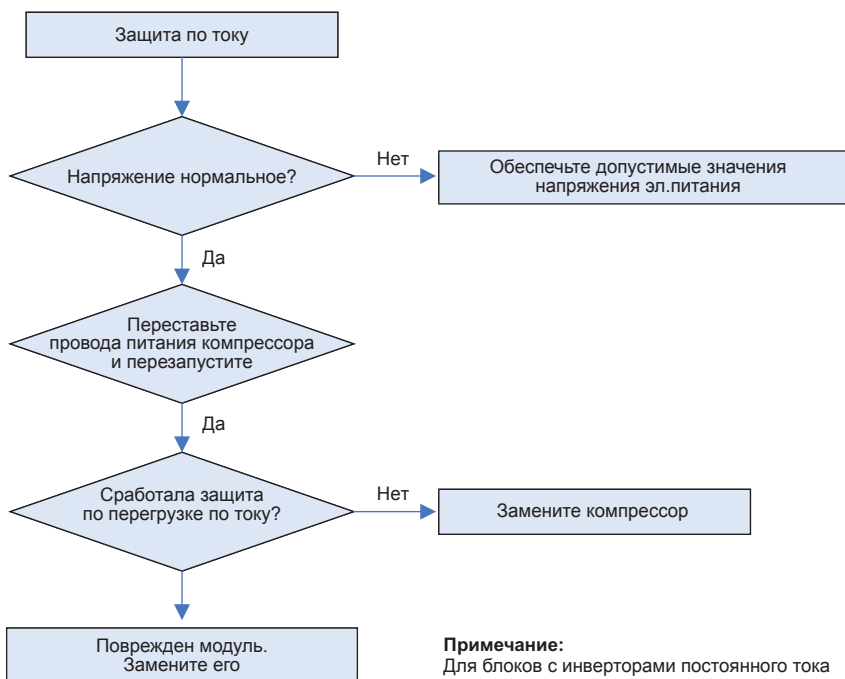 Защита по току
Напряжение нормальное?
Нет
Обеспечьте допустимые значения
напряжения эл.питания
Да
Переставьте
провода питания компрессора
и перезапустите
Да
Сработала защита
по перегрузке по току?
Нет
Замените компрессор
Поврежден модуль.
Замените его
Примечание:
Для блоков с инверторами постоянного тока